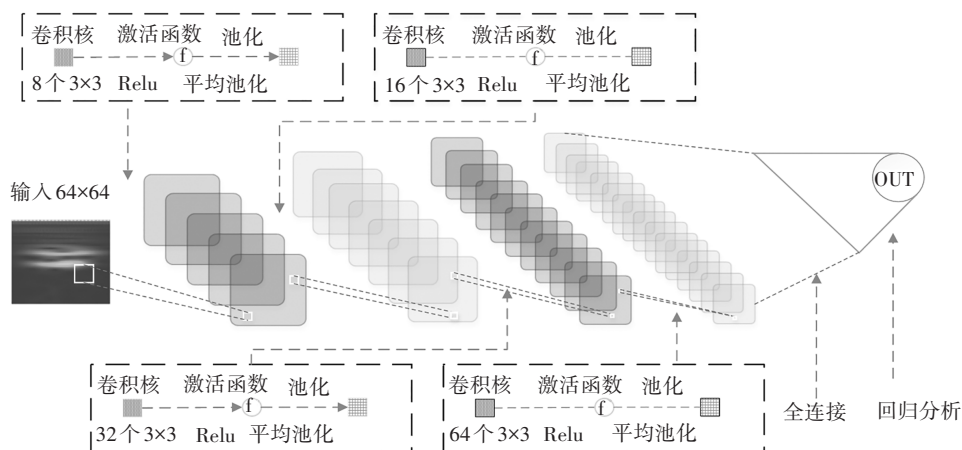 卷积核 激活函数 池化
f
8个3×3 Relu 平均池化
卷积核 激活函数 池化
f
16个3×3 Relu 平均池化
输入64×64
OUT
卷积核 激活函数 池化
f
32个3×3 Relu 平均池化
卷积核 激活函数 池化
f
64个3×3 Relu 平均池化
全连接
回归分析